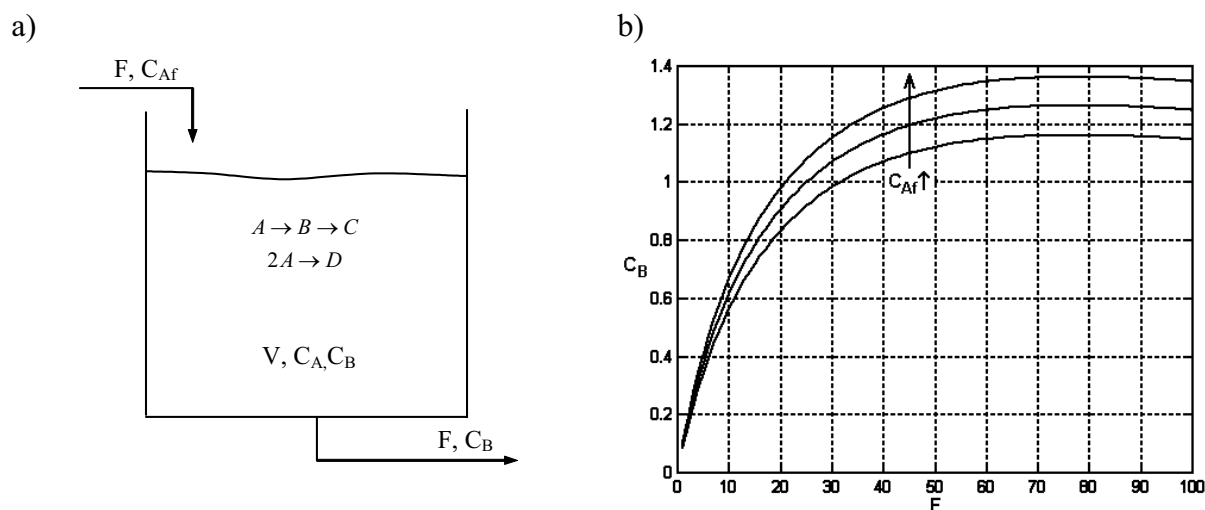 a)
F, C_Af
A → B → C
2A → D
V, C_A,C_B
F, C_B
b)
1.4
1.2
1
0.8
0.6
0.4
0.2
0
C_B
C_Af↑
0 10 20 30 40 50 60 70 80 90 100
F